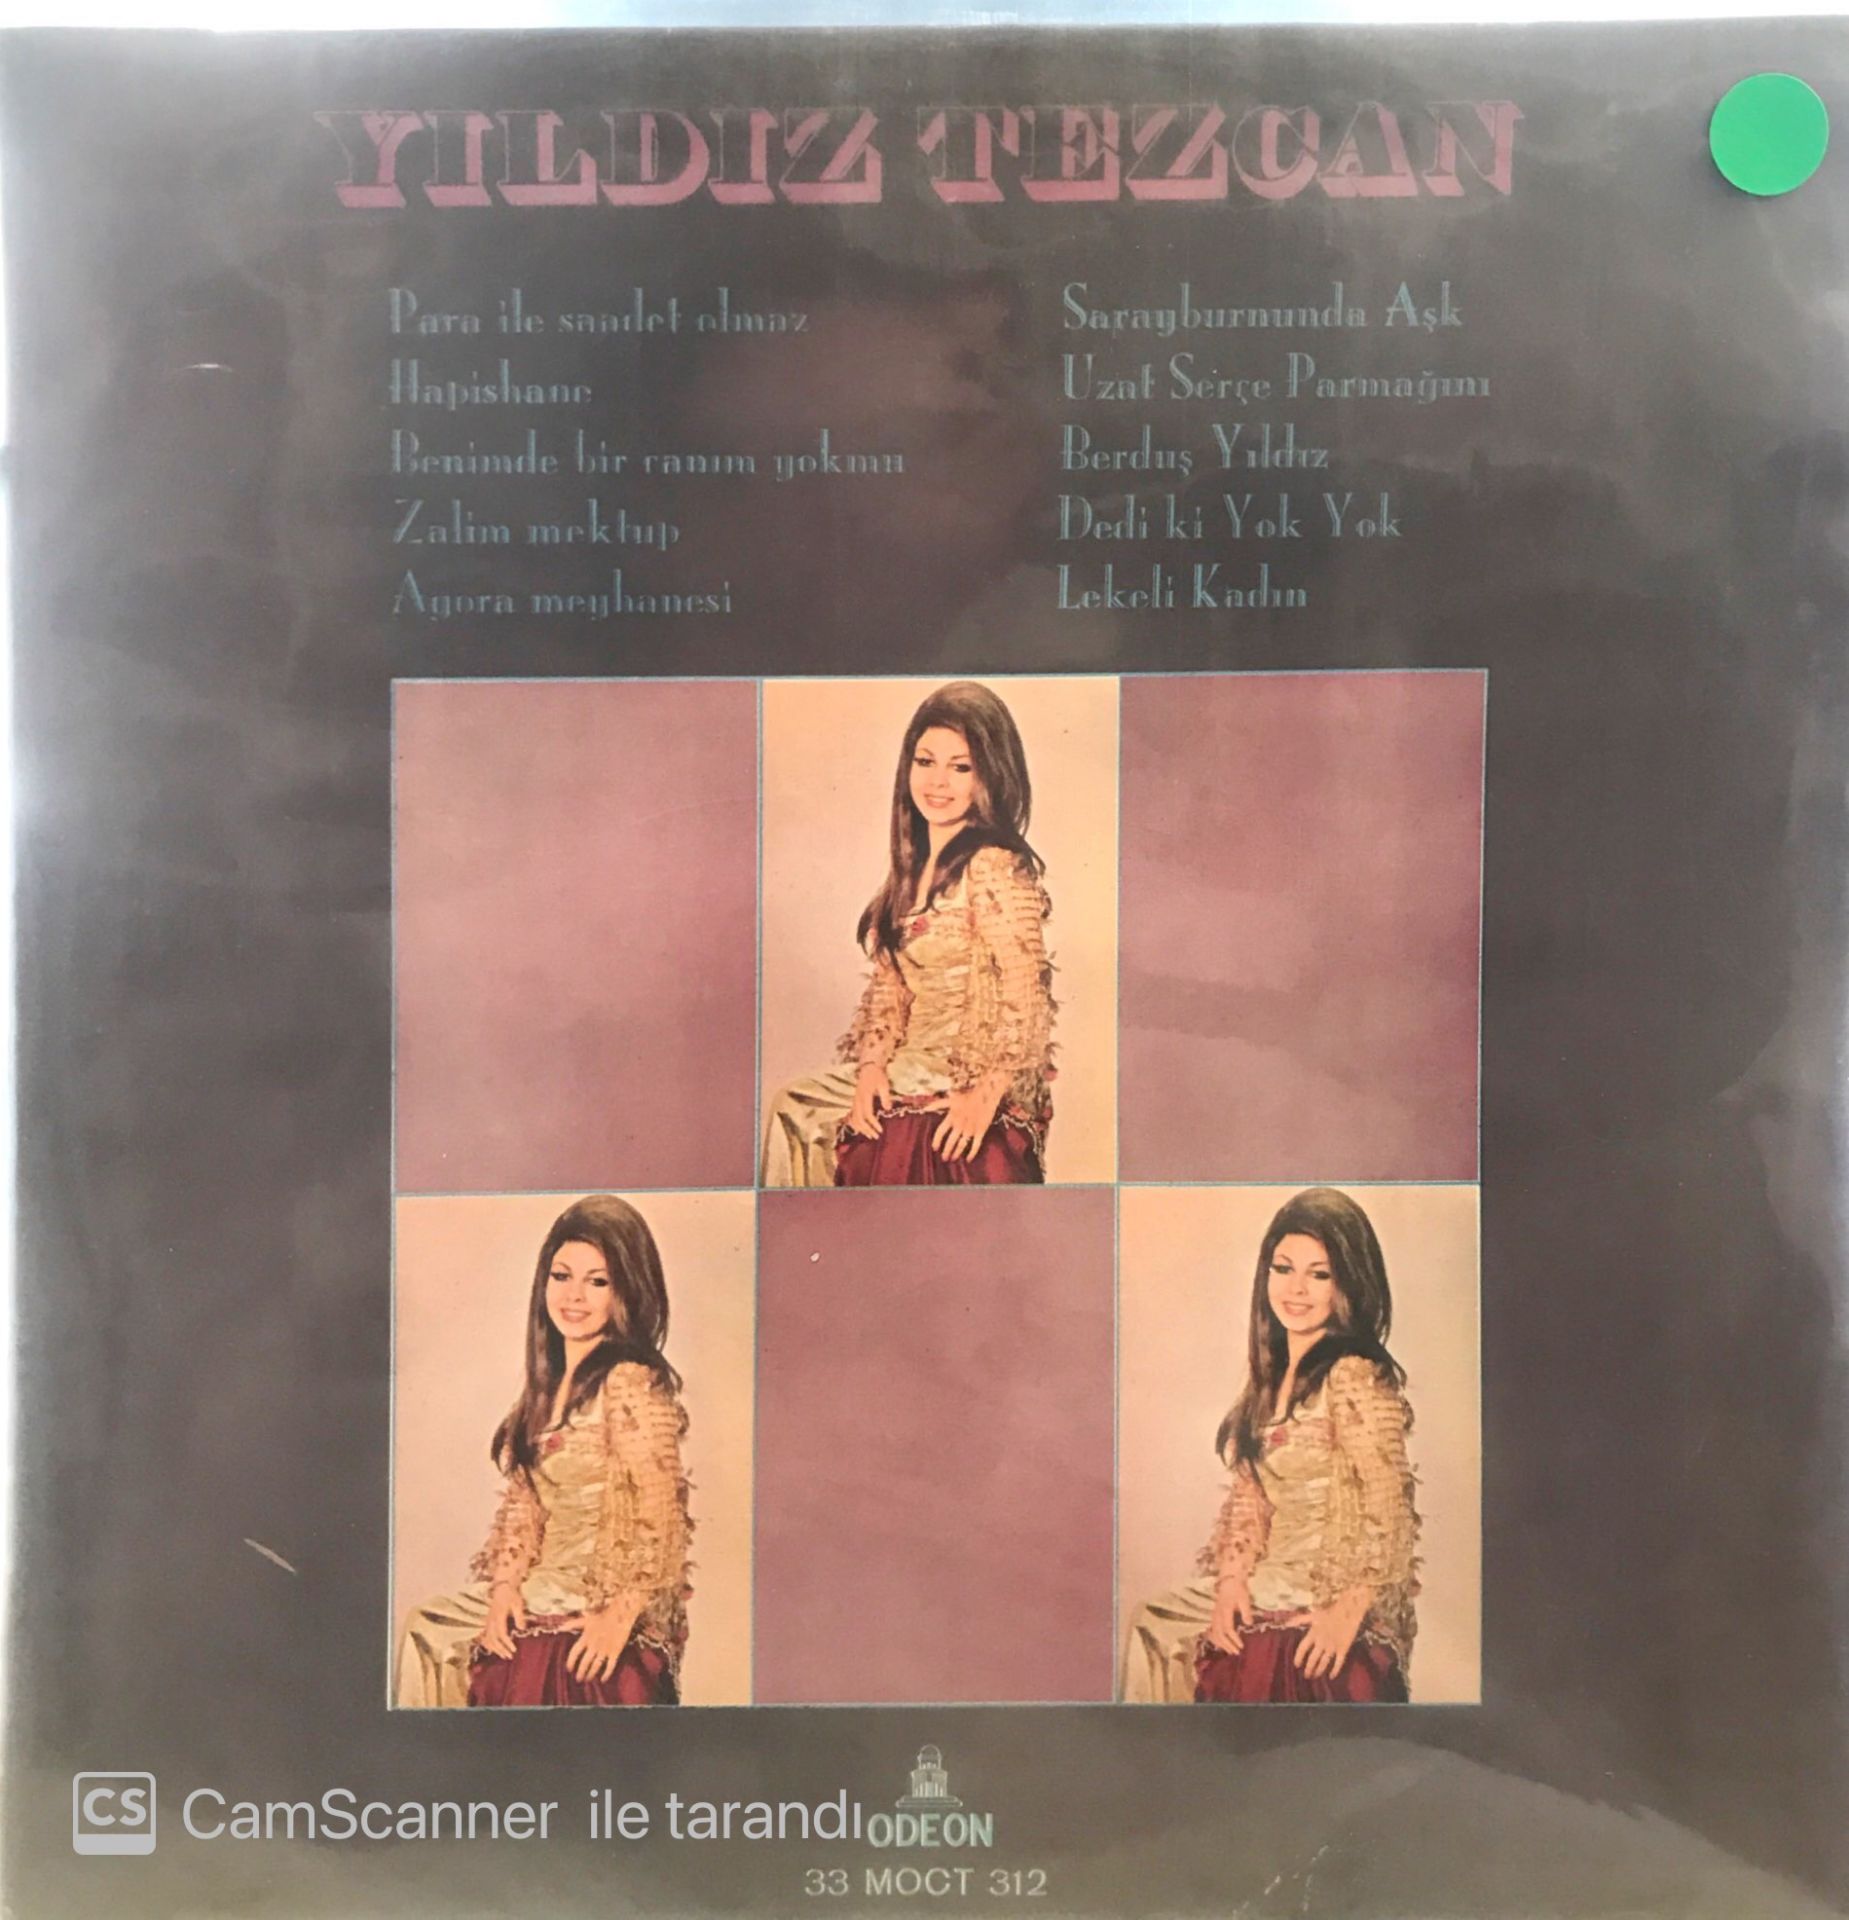 YILDIZ TEZCAN
Para ile saadet olmaz
Hapishane
Benimde bir canım yokmu
Zalim mektup
Agora meyhanesi
Sarayburnunda Aşk
Uzat Serçe Parmağını
Berduş Yıldız
Dedi ki Yok Yok
Lekeli Kadın
ODEON
33 MOCT 312
CS CamScanner ile tarandı